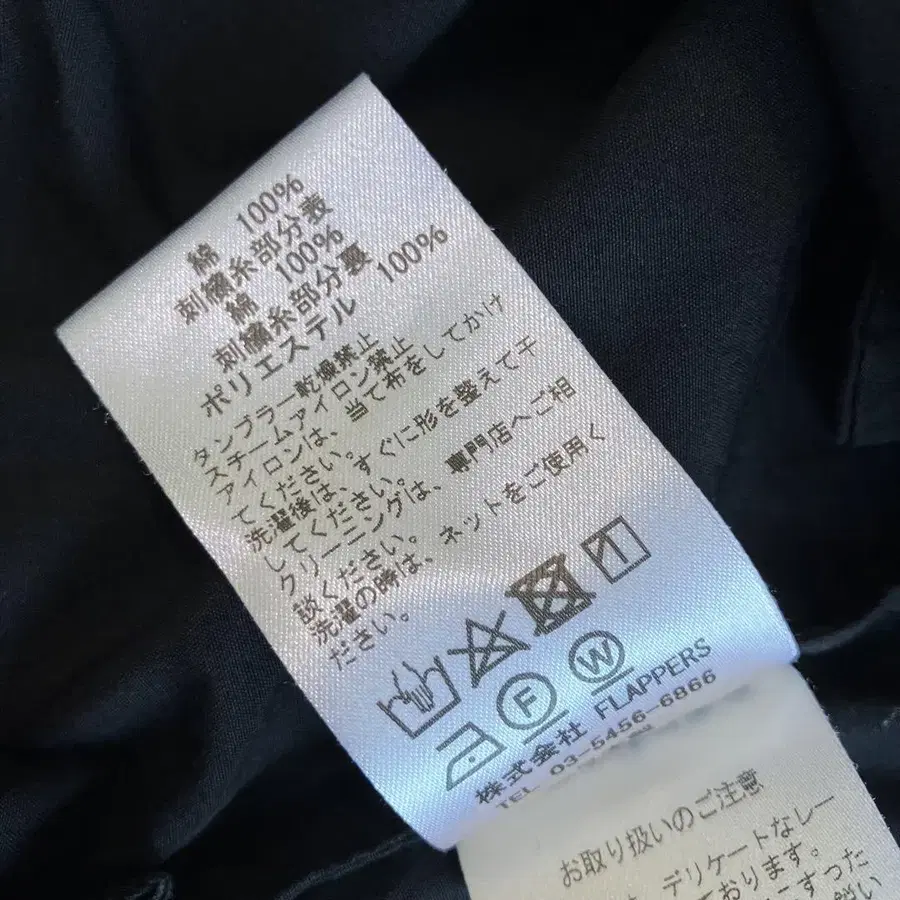 綿 100%
刺繍糸部分表
綿 100%
刺繍糸部分裏
ポリエステル 100%
タンブラー乾燥禁止
スチームアイロン禁止
アイロンは、当て布をしてかけ
てください。
洗濯後は、すぐに形を整えて干
してください。
クリーニングは、専門店へご相
談ください。
洗濯の時は、ネットをご使用く
ださい。
F W
株式会社 FLAPPERS
TEL 03-5456-6866
お取り扱いのご注意
デリケートなレー
ております。
こすった